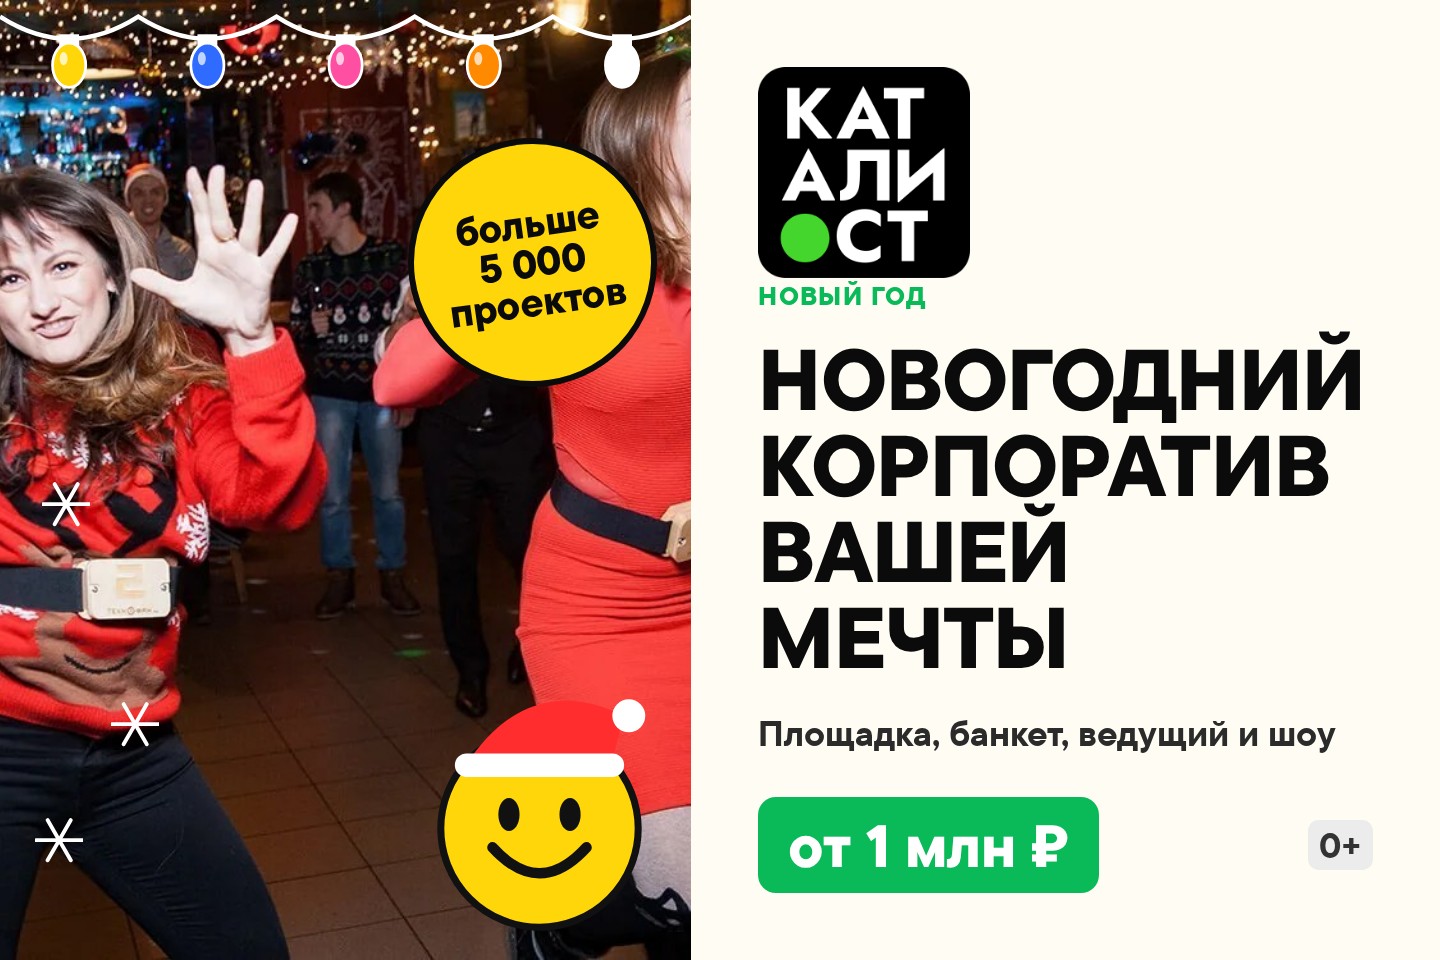 больше
5 000
проектов
КАТ
АЛИ
СТ
НОВЫЙ ГОД
НОВОГОДНИЙ
КОРПОРАТИВ
ВАШЕЙ
МЕЧТЫ
Площадка, банкет, ведущий и шоу
от 1 млн ₽
0+